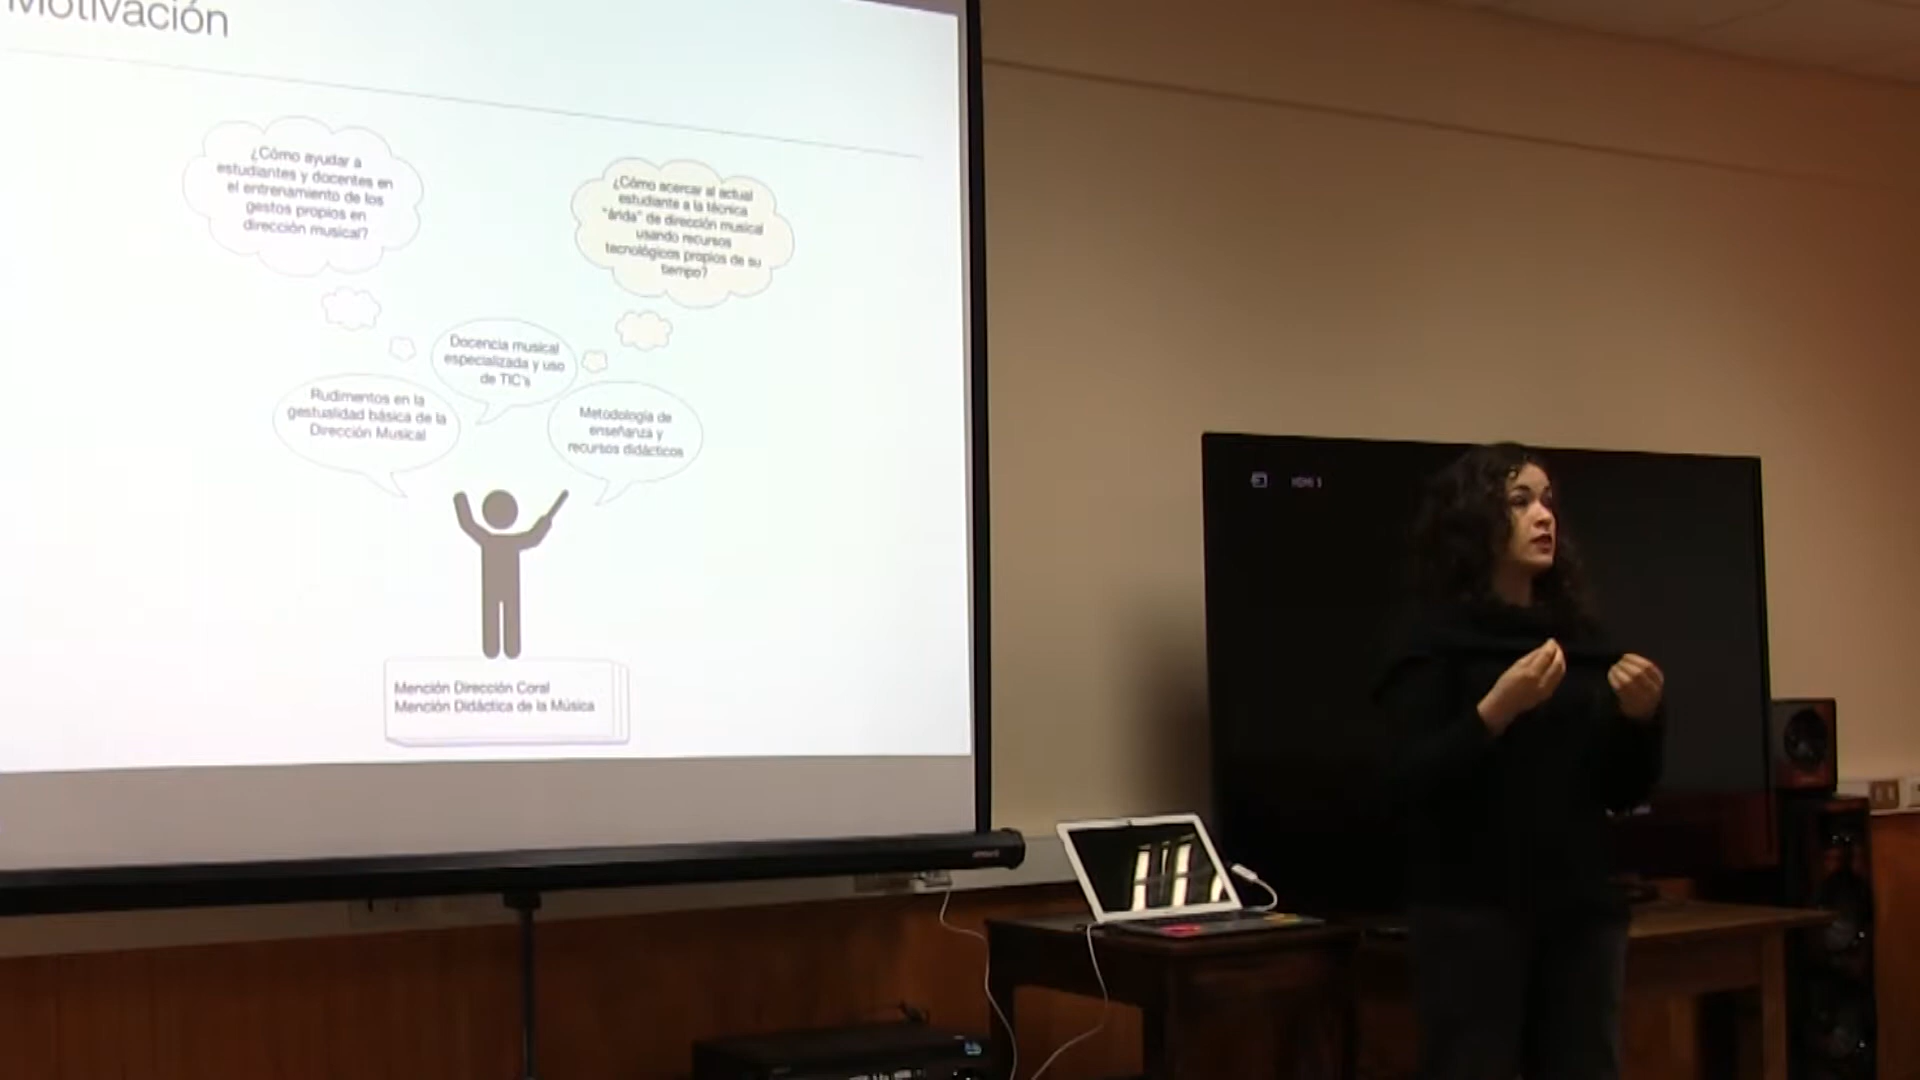 Motivación
¿Cómo ayudar a
estudiantes y docentes en
el entrenamiento de los
gestos propios en
dirección musical?
¿Cómo acercar al actual
estudiante a la técnica
"árida" de dirección musical
usando recursos
tecnológicos propios de su
tiempo?
Docencia musical
especializada y uso
de TIC's
Rudimentos en la
gestualidad básica de la
Dirección Musical
Metodología de
enseñanza y
recursos didácticos
Mención Dirección Coral
Mención Didáctica de la Música